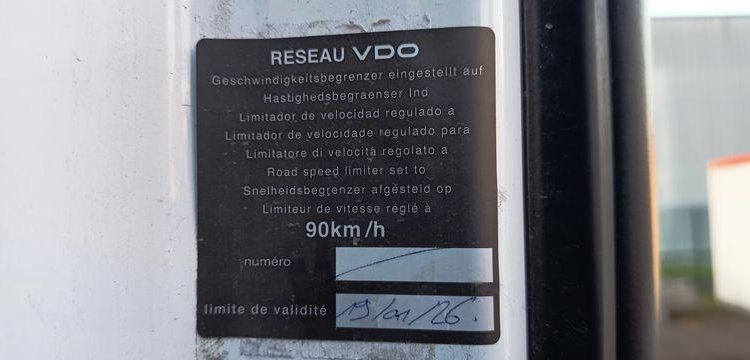 RESEAU VDO
Geschwindigkeitsbegrenzer eingestellt auf
Hastighedsbegraenser Ind
Limitador de velocidad regulado a
Limitador de velocidade regulado para
Limitatore di velocità regolato a
Road speed limiter set to
Snelheidsbegrenzer afgesteld op
Limiteur de vitesse réglé à
90km/h
numéro
limite de validité 19/01/26.